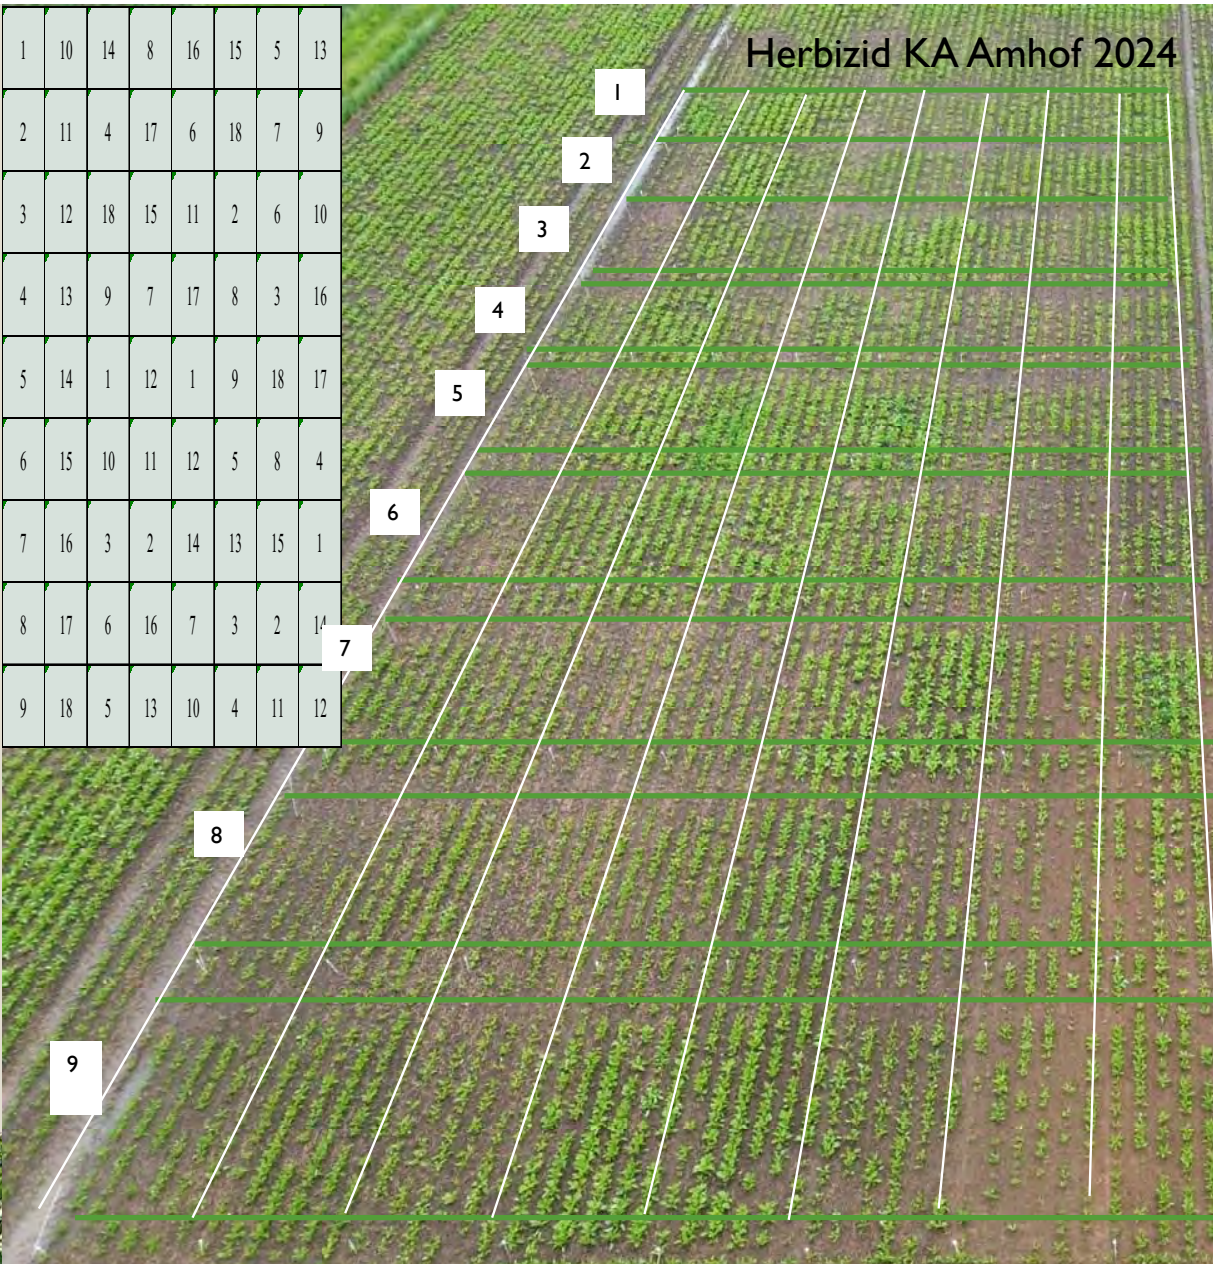 Herbizid KA Amhof 2024
1 10 14 8 16 15 5 13
2 11 4 17 6 18 7 9
3 12 18 15 11 2 6 10
4 13 9 7 17 8 3 16
5 14 1 12 1 9 18 17
6 15 10 11 12 5 8 4
7 16 3 2 14 13 15 1
8 17 6 16 7 3 2 14
9 18 5 13 10 4 11 12
1
2
3
4
5
6
7
8
9